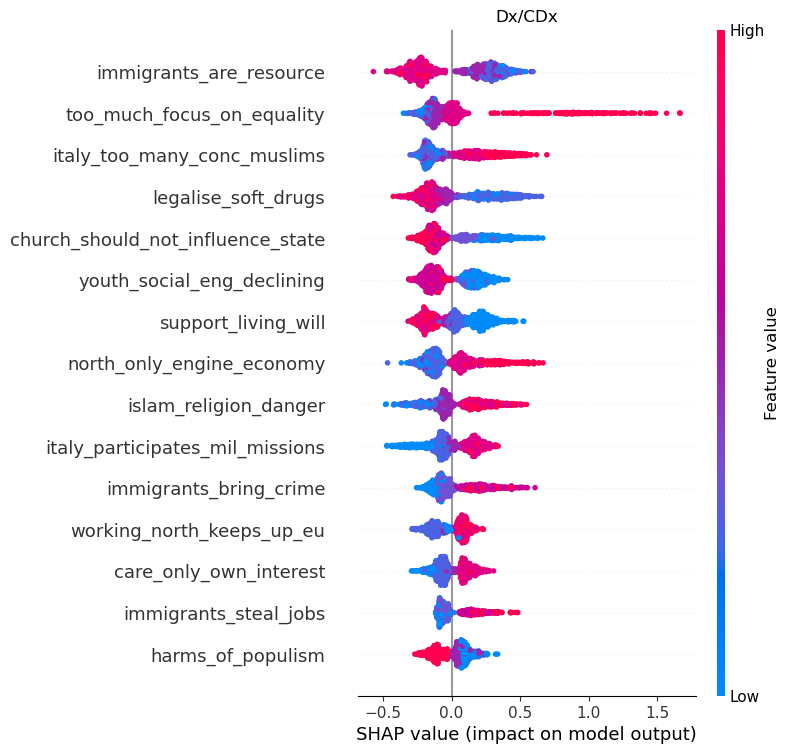 Dx/CDx
High
immigrants_are_resource
too_much_focus_on_equality
italy_too_many_conc_muslims
legalise_soft_drugs
church_should_not_influence_state
youth_social_eng_declining
support_living_will
north_only_engine_economy
islam_religion_danger
italy_participates_mil_missions
immigrants_bring_crime
working_north_keeps_up_eu
care_only_own_interest
immigrants_steal_jobs
harms_of_populism
Feature value
Low
−0.5 0.0 0.5 1.0 1.5
SHAP value (impact on model output)